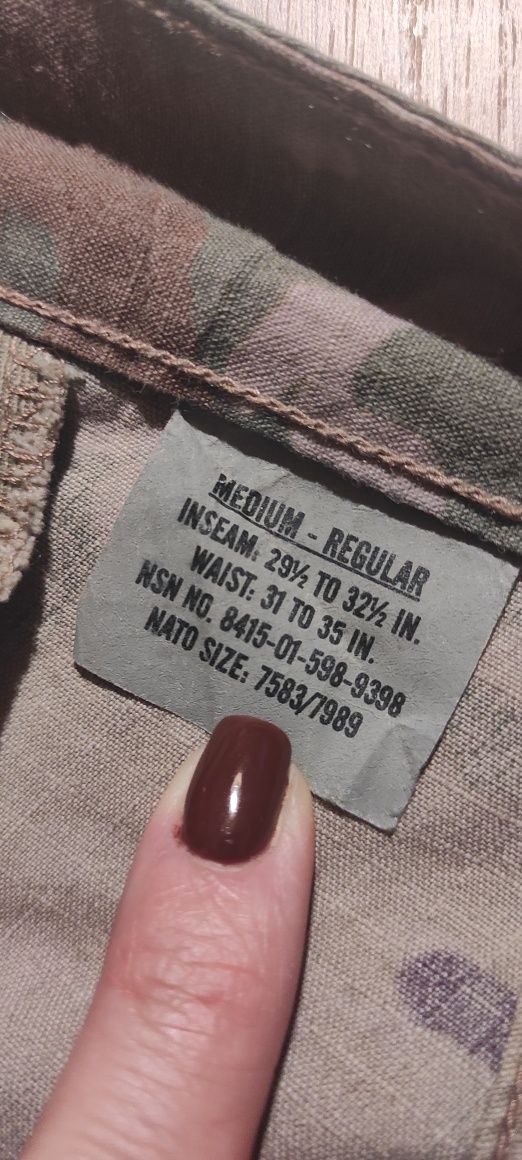 MEDIUM - REGULAR
INSEAM: 29½ TO 32½ IN.
WAIST: 31 TO 35 IN.
NSN NO. 8415-01-598-9398
NATO SIZE: 7583/7989